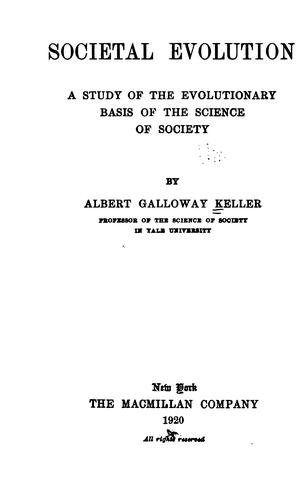 SOCIETAL EVOLUTION
A STUDY OF THE EVOLUTIONARY
BASIS OF THE SCIENCE
OF SOCIETY
BY
ALBERT GALLOWAY KELLER
PROFESSOR OF THE SCIENCE OF SOCIETY
IN YALE UNIVERSITY
New York
THE MACMILLAN COMPANY
1920
All rights reserved